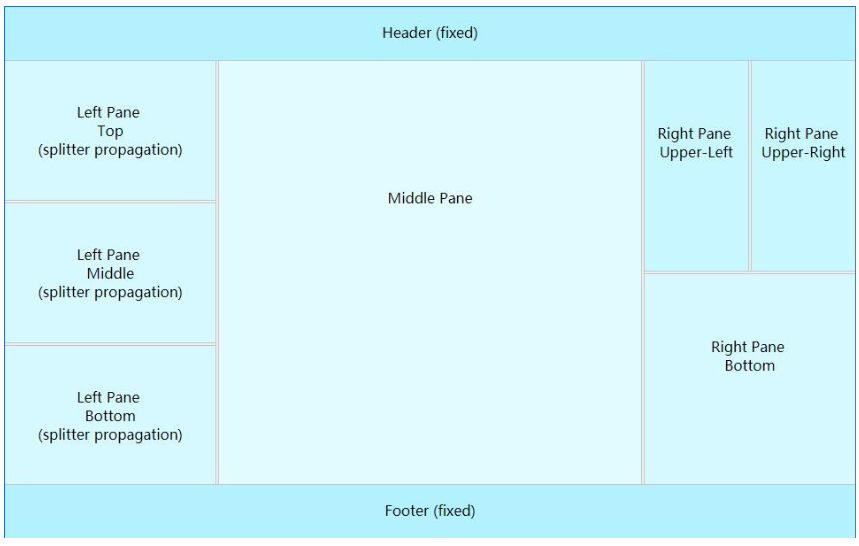 Header (fixed)
Left Pane
Top
(splitter propagation)
Left Pane
Middle
(splitter propagation)
Left Pane
Bottom
(splitter propagation)
Middle Pane
Right Pane
Upper-Left
Right Pane
Upper-Right
Right Pane
Bottom
Footer (fixed)